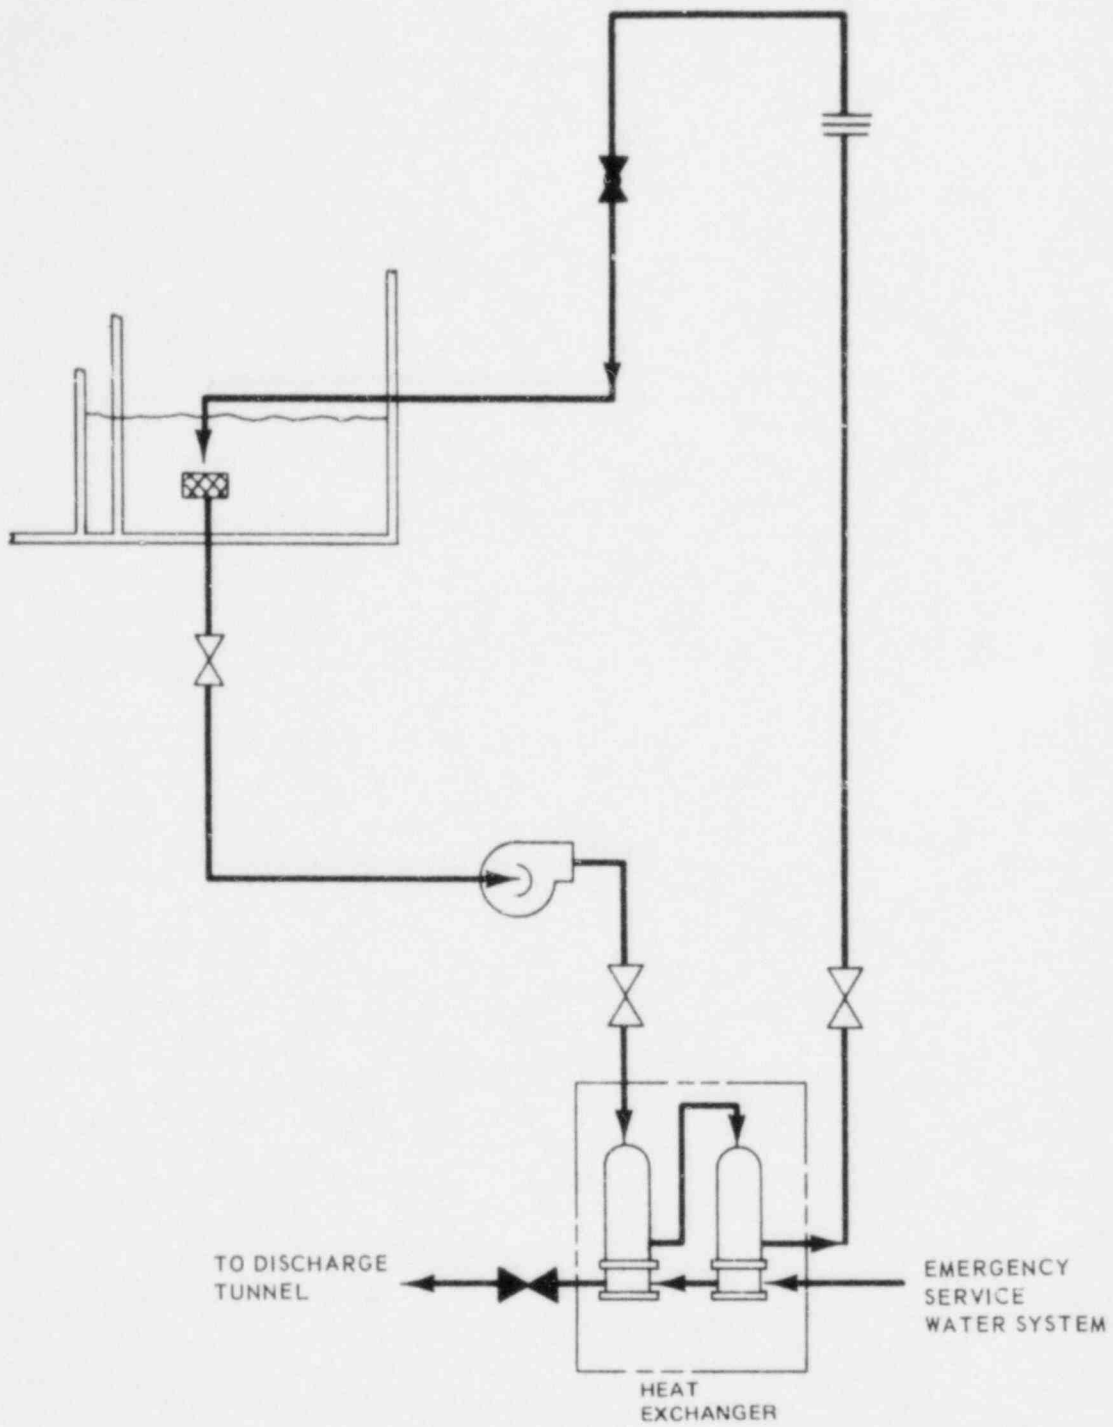 TO DISCHARGE
TUNNEL
EMERGENCY
SERVICE
WATER SYSTEM
HEAT
EXCHANGER